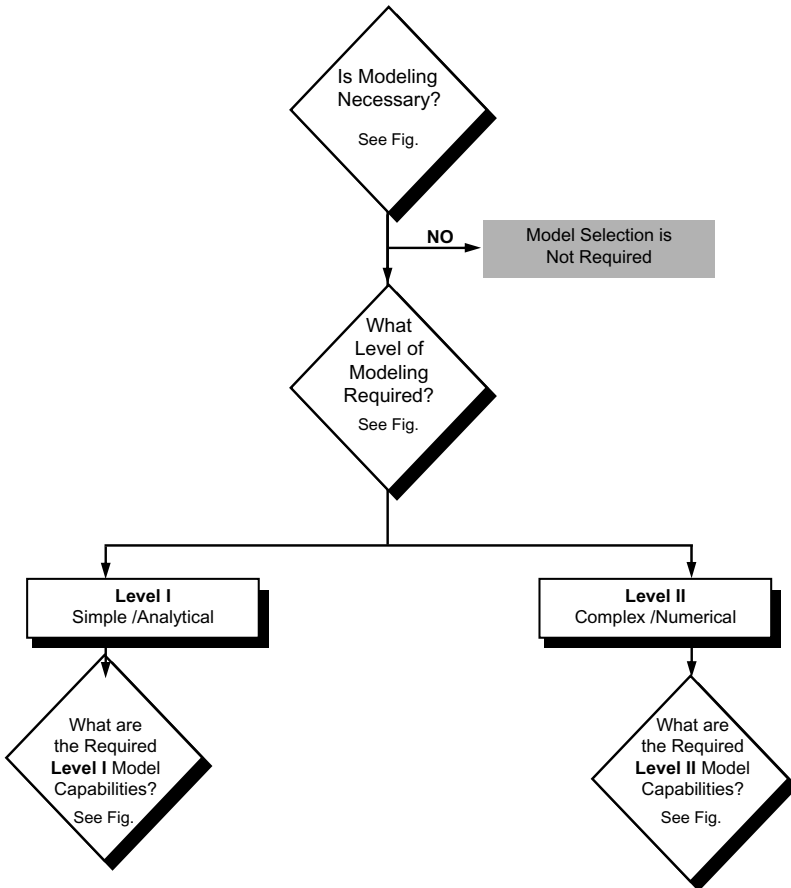 Is Modeling
Necessary?
See Fig.
NO
Model Selection is
Not Required
What
Level of
Modeling
Required?
See Fig.
Level I
Simple /Analytical
Level II
Complex /Numerical
What are
the Required
Level I Model
Capabilities?
See Fig.
What are
the Required
Level II Model
Capabilities?
See Fig.